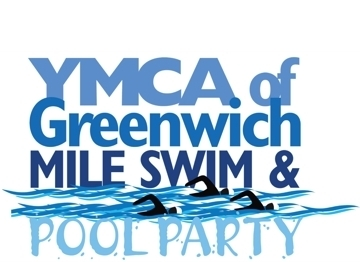 YMCA of
Greenwich
MILE SWIM &
POOL PARTY